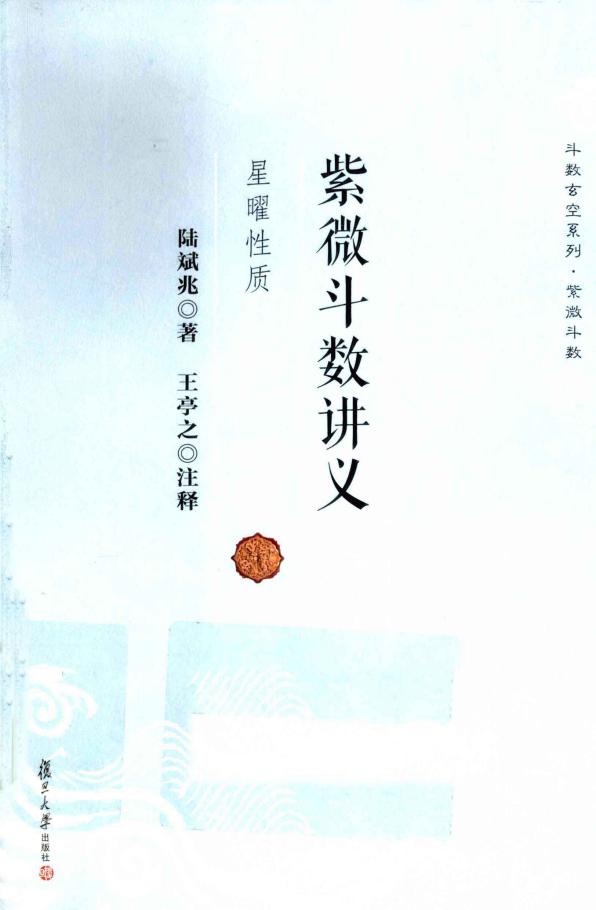 斗数玄空系列·紫微斗数
紫微斗数讲义
星曜性质
陆斌兆◎著 王亭之◎注释
復旦大學出版社